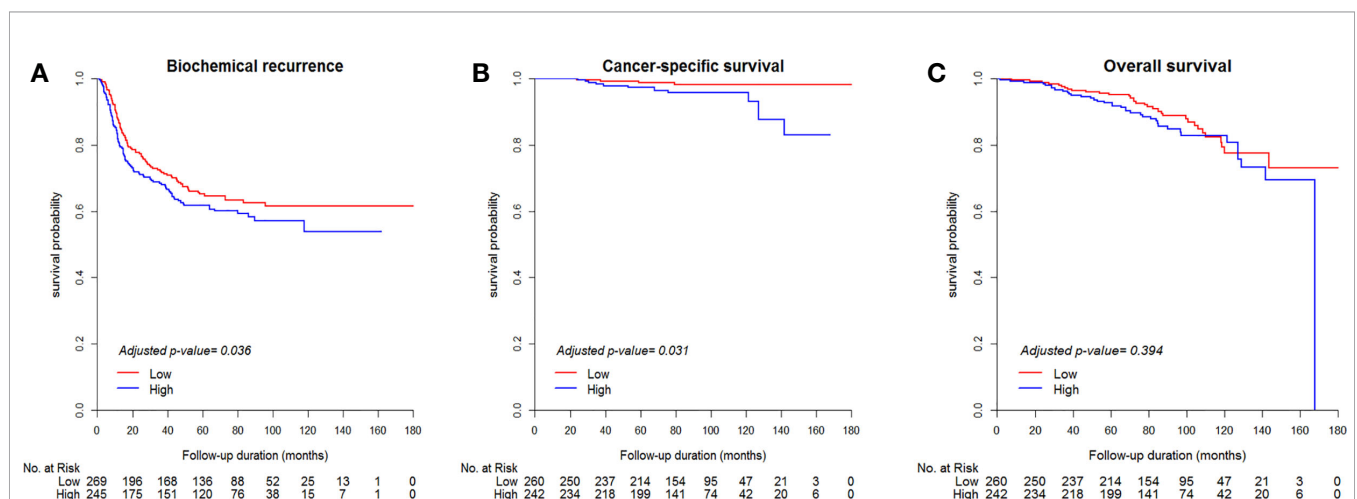 A
Biochemical recurrence
survival probability
1.0
0.8
0.6
0.4
0.2
0.0
Adjusted p-value= 0.036
Low
High
0 20 40 60 80 100 120 140 160 180
Follow-up duration (months)
No. at Risk
Low 269 196 168 136 88 52 25 13 1 0
High 245 175 151 120 76 38 15 7 1 0
B
Cancer-specific survival
survival probability
1.0
0.8
0.6
0.4
0.2
0.0
Adjusted p-value= 0.031
Low
High
0 20 40 60 80 100 120 140 160 180
Follow-up duration (months)
No. at Risk
Low 260 250 237 214 154 95 47 21 3 0
High 242 234 218 199 141 74 42 20 6 0
C
Overall survival
survival probability
1.0
0.8
0.6
0.4
0.2
0.0
Adjusted p-value= 0.394
Low
High
0 20 40 60 80 100 120 140 160 180
Follow-up duration (months)
No. at Risk
Low 260 250 237 214 154 95 47 21 3 0
High 242 234 218 199 141 74 42 20 6 0